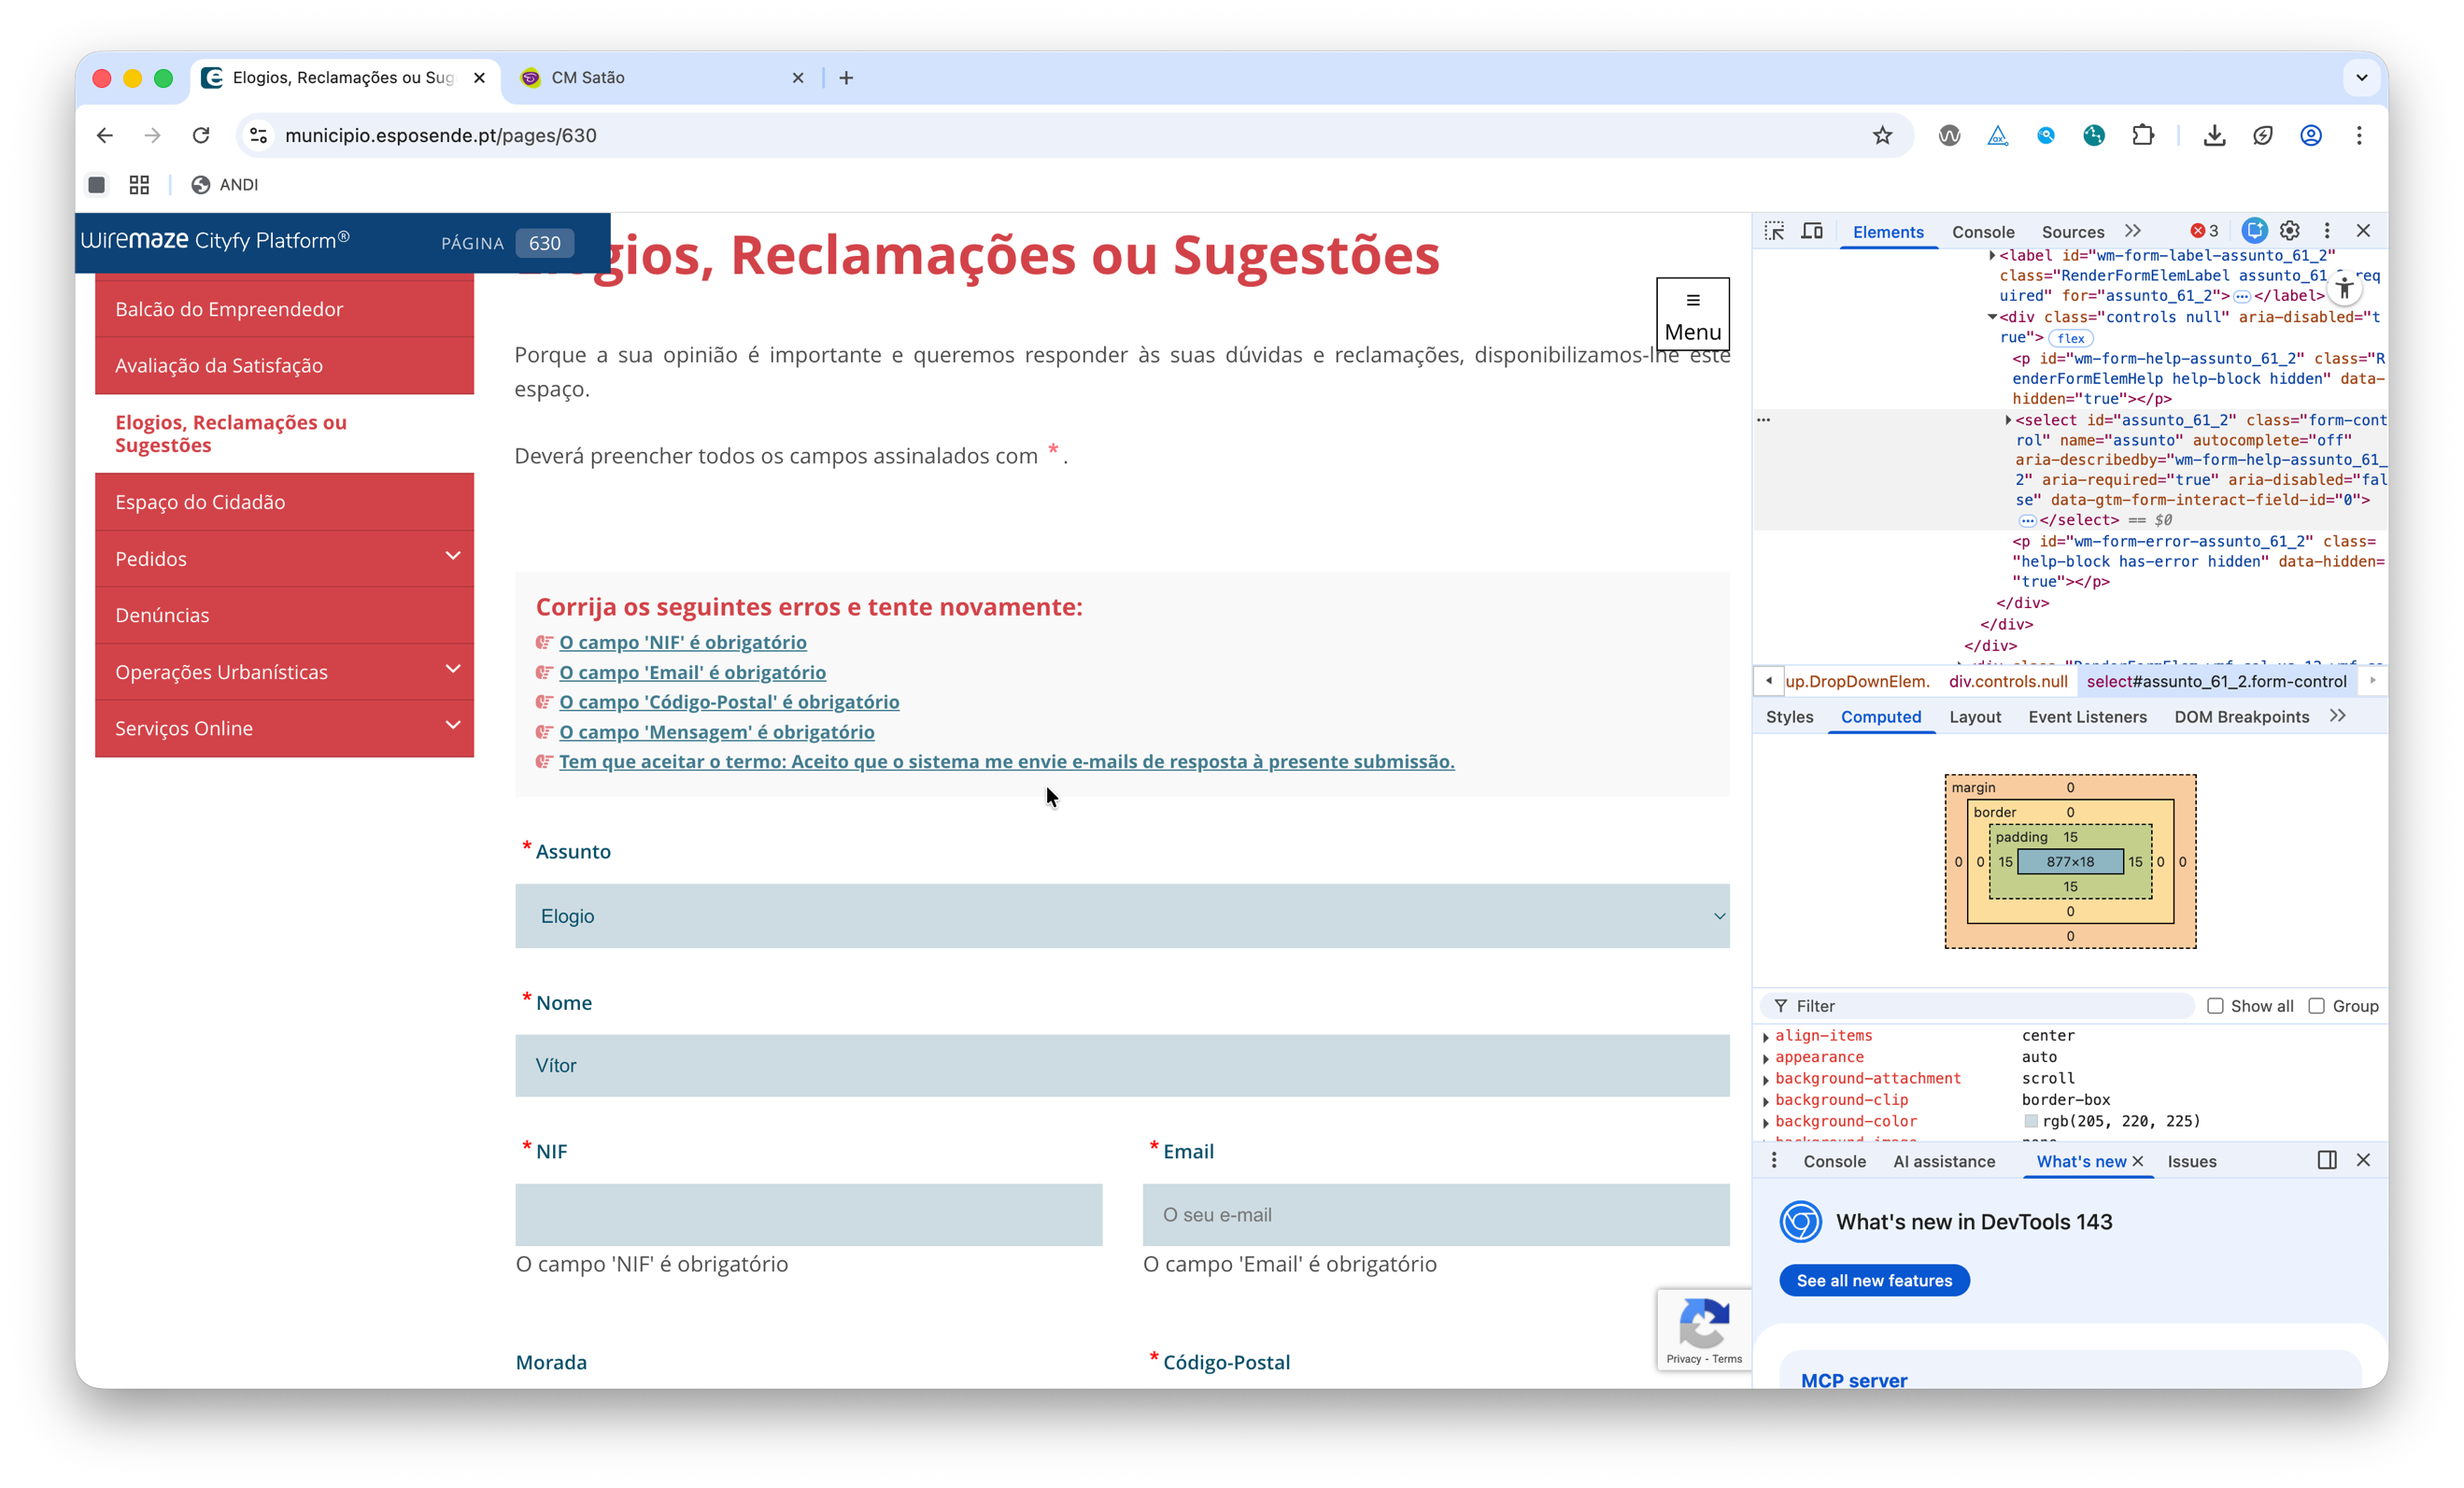 Elogios, Reclamações ou Sug
CM Satão
municipio.esposende.pt/pages/630
ANDI
wiremaze Cityfy Platform®
PÁGINA 630
Balcão do Empreendedor
Avaliação da Satisfação
Elogios, Reclamações ou
Sugestões
Espaço do Cidadão
Pedidos
Denúncias
Operações Urbanísticas
Serviços Online
gios, Reclamações ou Sugestões
≡
Menu
Porque a sua opinião é importante e queremos responder às suas dúvidas e reclamações, disponibilizamos-lhe este
espaço.
Deverá preencher todos os campos assinalados com * .
Corrija os seguintes erros e tente novamente:
O campo 'NIF' é obrigatório
O campo 'Email' é obrigatório
O campo 'Código-Postal' é obrigatório
O campo 'Mensagem' é obrigatório
Tem que aceitar o termo: Aceito que o sistema me envie e-mails de resposta à presente submissão.
* Assunto
Elogio
* Nome
Vítor
* NIF
* Email
O seu e-mail
O campo 'NIF' é obrigatório
O campo 'Email' é obrigatório
Morada
* Código-Postal
Privacy - Terms
Elements Console Sources 3
<label id="wm-form-label-assunto_61_2"
class="RenderFormElemLabel assunto_61_2 req
uired" for="assunto_61_2"> ⋯ </label>
<div class="controls null" aria-disabled="t
rue"> flex
<p id="wm-form-help-assunto_61_2" class="R
enderFormElemHelp help-block hidden" data-
hidden="true"></p>
<select id="assunto_61_2" class="form-cont
rol" name="assunto" autocomplete="off"
aria-describedby="wm-form-help-assunto_61_
2" aria-required="true" aria-disabled="fal
se" data-gtm-form-interact-field-id="0">
⋯ </select> == $0
<p id="wm-form-error-assunto_61_2" class=
"help-block has-error hidden" data-hidden=
"true"></p>
</div>
</div>
</div>
up.DropDownElem. div.controls.null select#assunto_61_2.form-control
Styles Computed Layout Event Listeners DOM Breakpoints
margin 0
border 0
padding 15
0 0 15 877×18 15 0 0
15
0
0
Filter Show all Group
align-items center
appearance auto
background-attachment scroll
background-clip border-box
background-color rgb(205, 220, 225)
Console AI assistance What's new Issues
What's new in DevTools 143
See all new features
MCP server